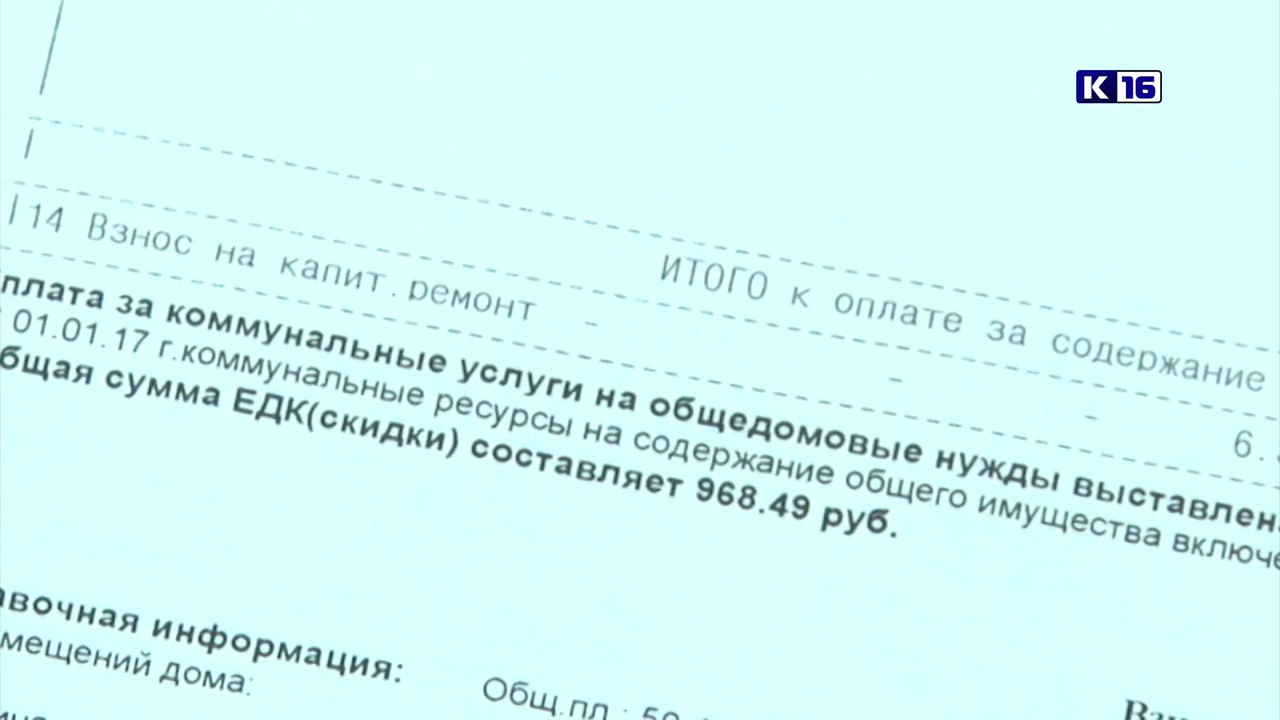 К 16
ИТОГО к оплате за содержание
14 Взнос на капит.ремонт - - - 6.
плата за коммунальные услуги на общедомовые нужды выставлен
01.01.17 г.коммунальные ресурсы на содержание общего имущества включе
бщая сумма ЕДК(скидки) составляет 968.49 руб.
вочная информация:
мещений дома:
Общ.пл.: 50